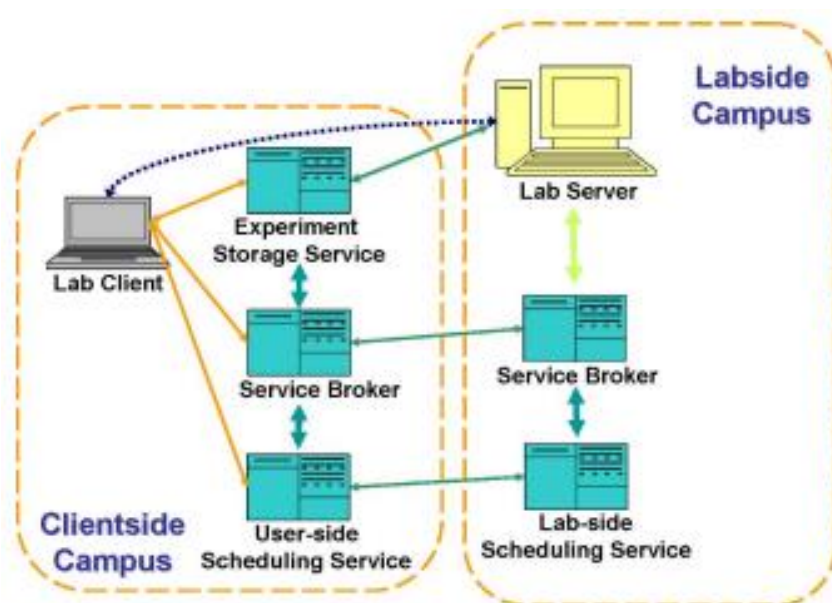 Labside
Campus
Lab Server
Experiment
Storage Service
Lab Client
Service Broker
Service Broker
Clientside
Campus
User-side
Scheduling Service
Lab-side
Scheduling Service